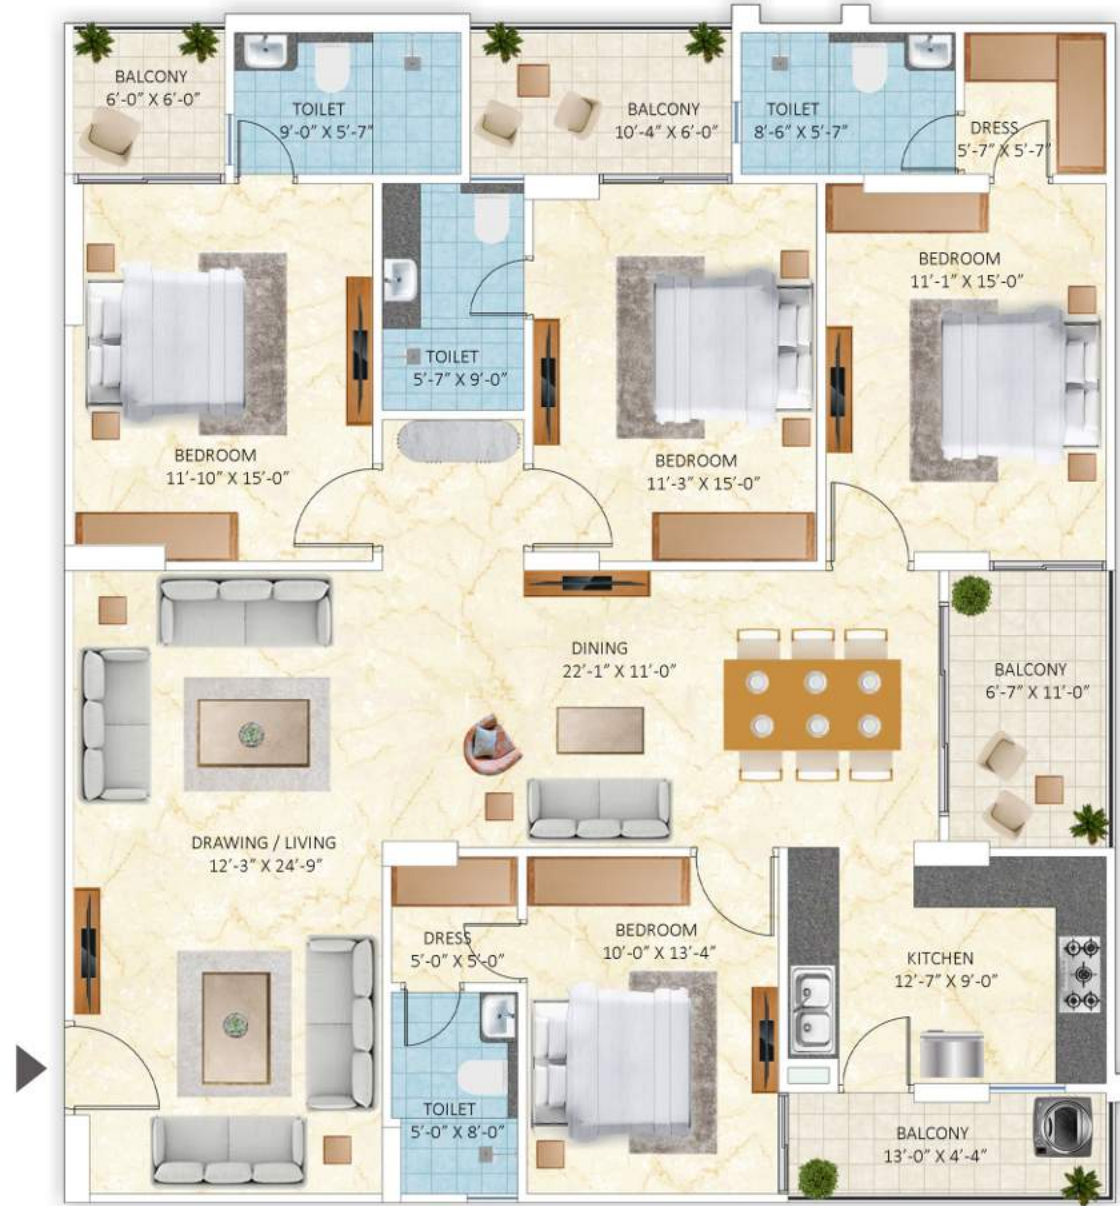 BALCONY
6'-0" X 6'-0"
TOILET
9'-0" X 5'-7"
BALCONY
10'-4" X 6'-0"
TOILET
8'-6" X 5'-7"
DRESS
5'-7" X 5'-7"
BEDROOM
11'-1" X 15'-0"
TOILET
5'-7" X 9'-0"
BEDROOM
11'-10" X 15'-0"
BEDROOM
11'-3" X 15'-0"
DINING
22'-1" X 11'-0"
BALCONY
6'-7" X 11'-0"
DRAWING / LIVING
12'-3" X 24'-9"
DRESS
5'-0" X 5'-0"
BEDROOM
10'-0" X 13'-4"
KITCHEN
12'-7" X 9'-0"
TOILET
5'-0" X 8'-0"
BALCONY
13'-0" X 4'-4"